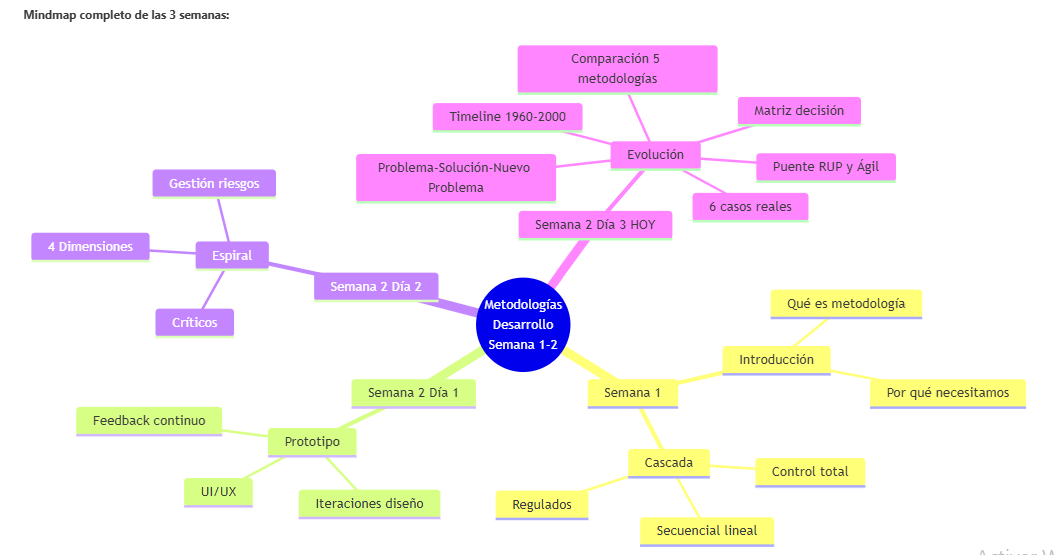 Mindmap completo de las 3 semanas:
Comparación 5
metodologías
Timeline 1960-2000
Matriz decisión
Evolución
Problema-Solución-Nuevo
Problema
Puente RUP y Ágil
Gestión riesgos
6 casos reales
Semana 2 Día 3 HOY
4 Dimensiones
Espiral
Semana 2 Día 2
Críticos
Metodologías
Desarrollo
Semana 1-2
Qué es metodología
Introducción
Semana 2 Día 1
Semana 1
Por qué necesitamos
Feedback continuo
Prototipo
Cascada
Control total
UI/UX
Iteraciones diseño
Regulados
Secuencial lineal